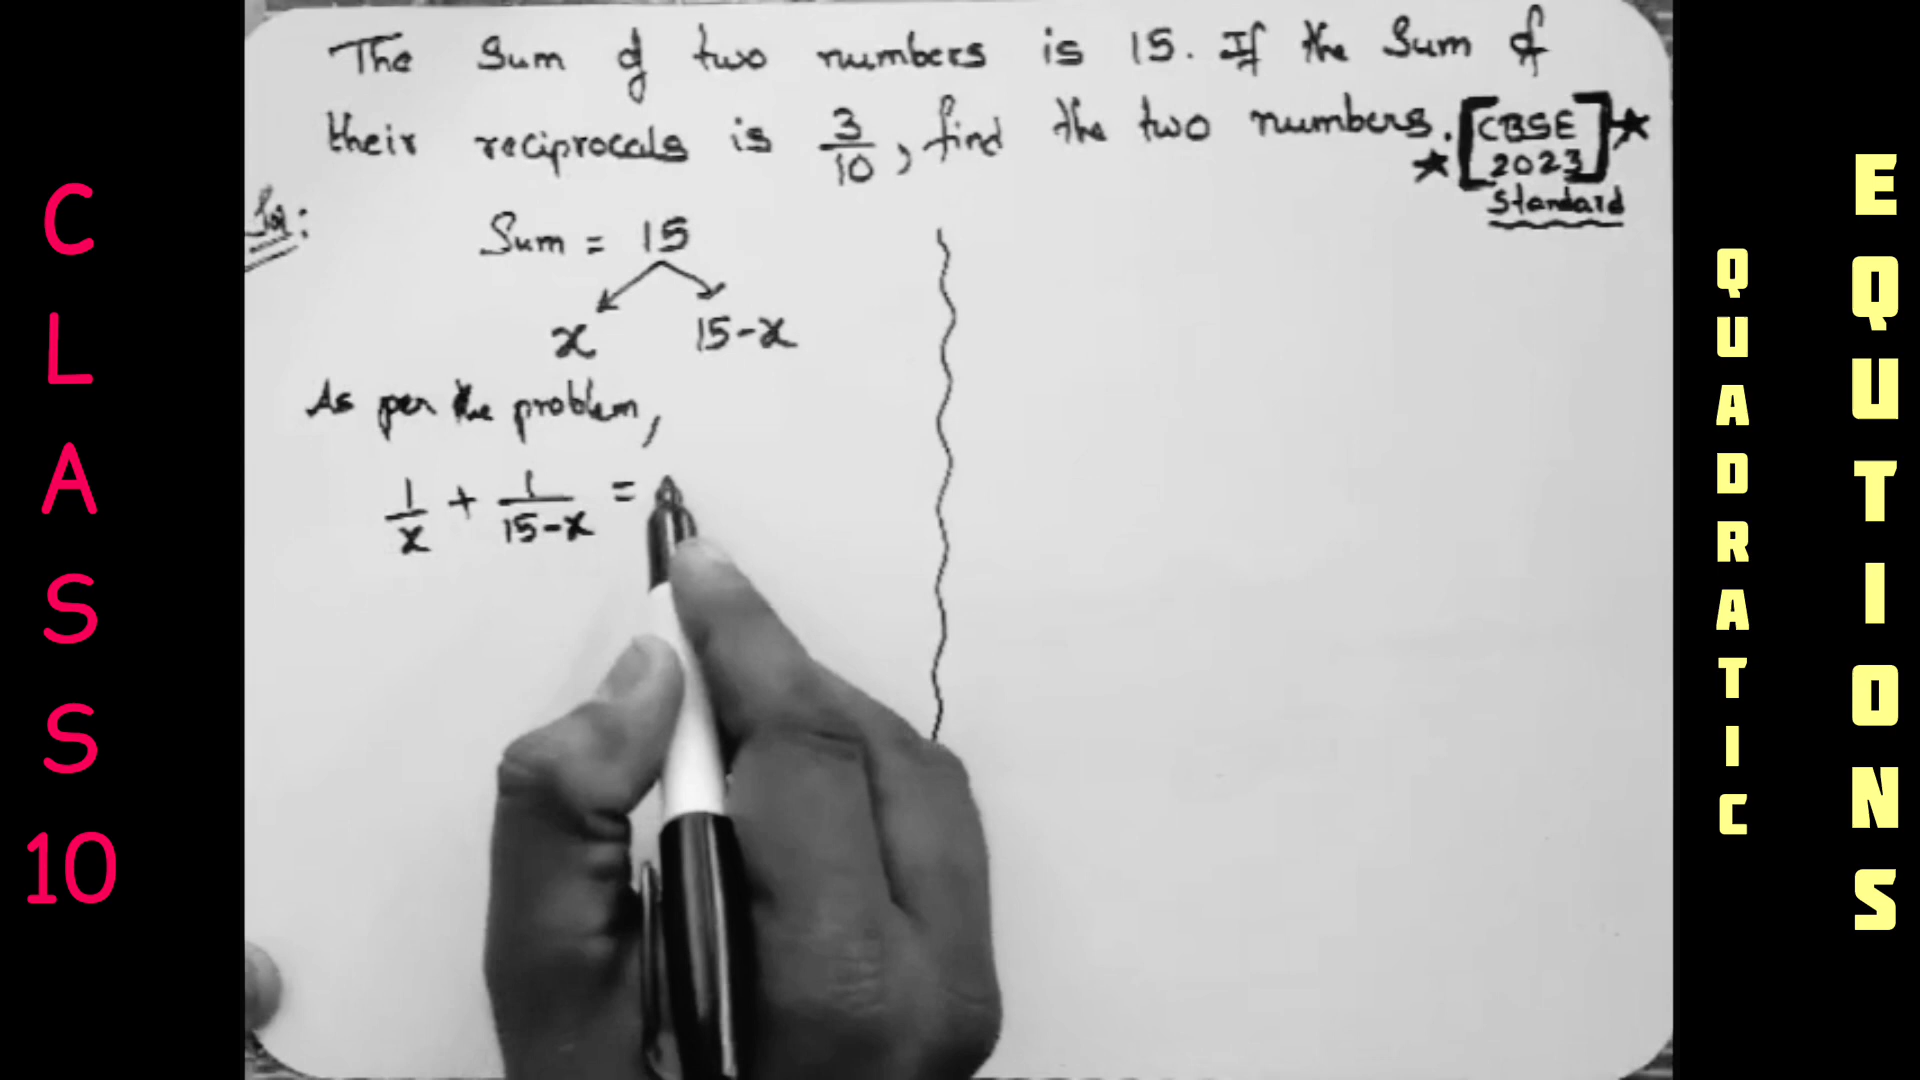 CLASS 10
The Sum of two numbers is 15. If the Sum of
their reciprocals is 3/10, find the two numbers. [CBSE 2023]
Standard
Sol:
Sum = 15
x 15-x
As per the problem,
1/x + 1/15-x =
QUADRATIC
EQUTIONS